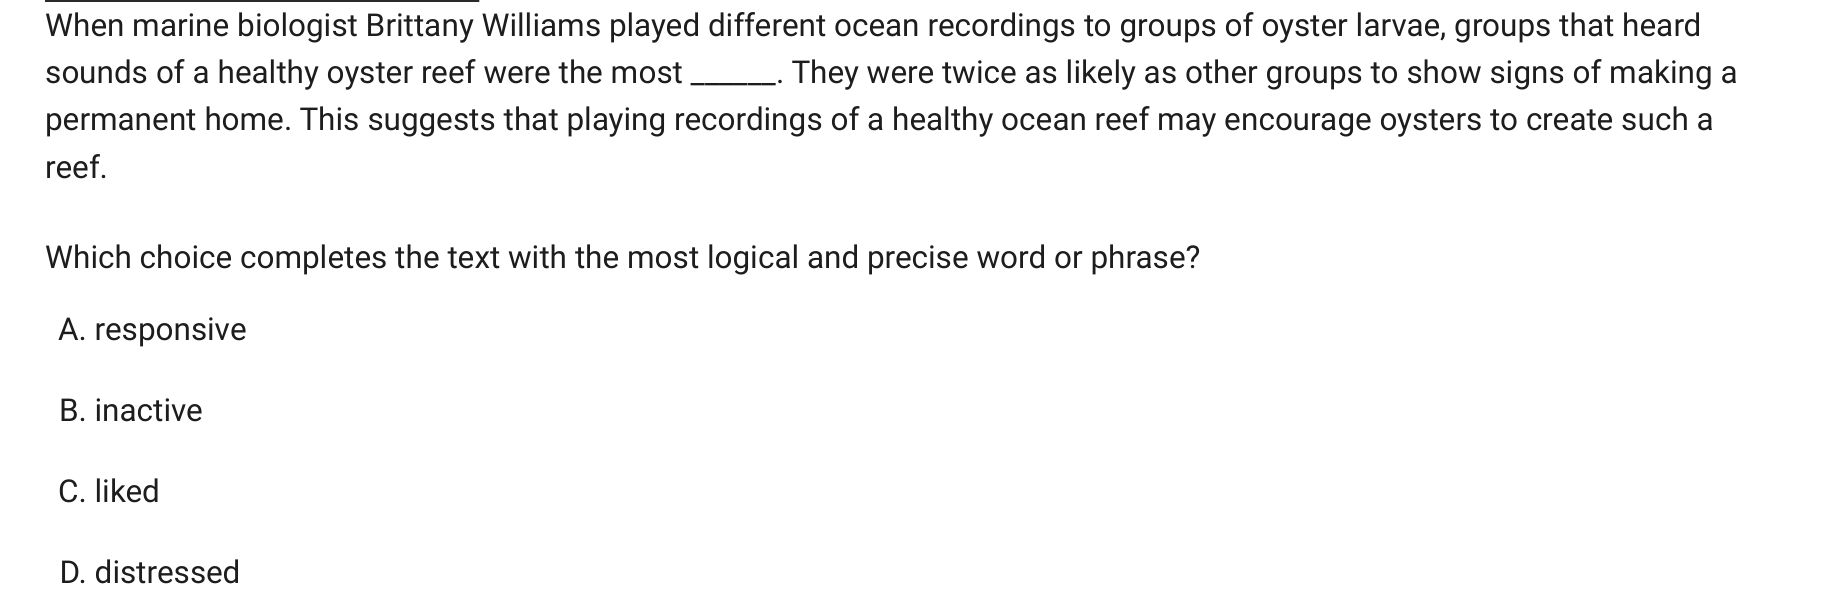 When marine biologist Brittany Williams played different ocean recordings to groups of oyster larvae, groups that heard
sounds of a healthy oyster reef were the most ______. They were twice as likely as other groups to show signs of making a
permanent home. This suggests that playing recordings of a healthy ocean reef may encourage oysters to create such a
reef.
Which choice completes the text with the most logical and precise word or phrase?
A. responsive
B. inactive
C. liked
D. distressed